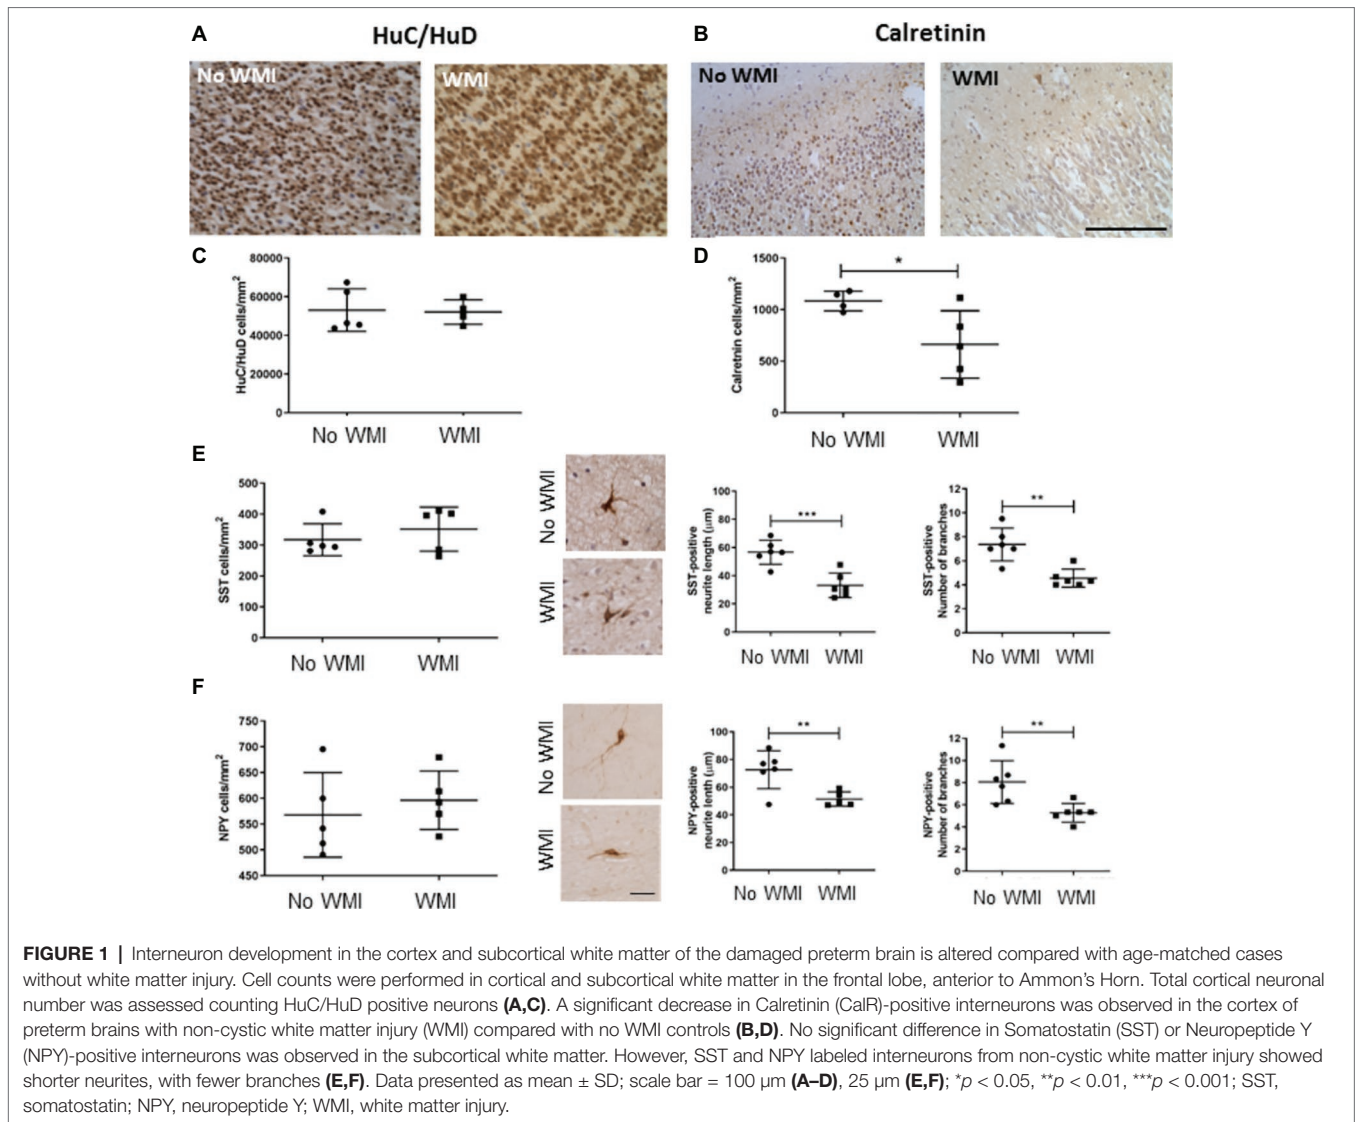 A
HuC/HuD
B
Calretinin
No WMI
WMI
No WMI
WMI
C
HuC/HuD cells/mm2
80000
60000
40000
20000
0
No WMI
WMI
D
Calretnin cells/mm2
1500
1000
500
0
*
No WMI
WMI
E
SST cells/mm2
500
400
300
200
100
0
No WMI
WMI
No WMI
WMI
SST-positive
neurite length (μm)
100
80
60
40
20
0
***
No WMI
WMI
SST-positive
Number of branches
12
10
8
6
4
2
0
**
No WMI
WMI
F
NPY cells/mm2
750
700
650
600
550
500
450
No WMI
WMI
No WMI
WMI
NPY-positive
neurite lenth (μm)
100
80
60
40
20
0
**
No WMI
WMI
NPY-positive
Number of branches
12
10
8
6
4
2
0
**
No WMI
WMI
FIGURE 1 | Interneuron development in the cortex and subcortical white matter of the damaged preterm brain is altered compared with age-matched cases
without white matter injury. Cell counts were performed in cortical and subcortical white matter in the frontal lobe, anterior to Ammon's Horn. Total cortical neuronal
number was assessed counting HuC/HuD positive neurons (A,C). A significant decrease in Calretinin (CalR)-positive interneurons was observed in the cortex of
preterm brains with non-cystic white matter injury (WMI) compared with no WMI controls (B,D). No significant difference in Somatostatin (SST) or Neuropeptide Y
(NPY)-positive interneurons was observed in the subcortical white matter. However, SST and NPY labeled interneurons from non-cystic white matter injury showed
shorter neurites, with fewer branches (E,F). Data presented as mean ± SD; scale bar = 100 μm (A–D), 25 μm (E,F); *p < 0.05, **p < 0.01, ***p < 0.001; SST,
somatostatin; NPY, neuropeptide Y; WMI, white matter injury.